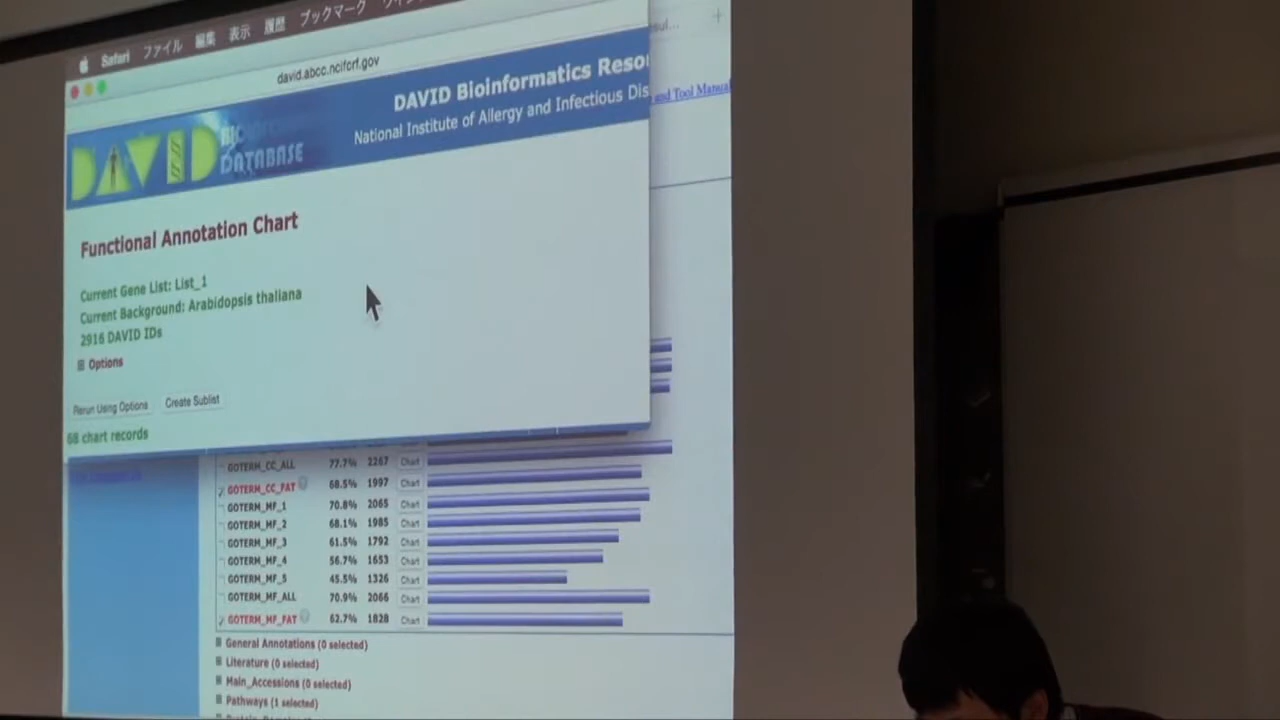 Safari ファイル 編集 表示 履歴 ブックマーク
david.abcc.ncifcrf.gov
DAVID Bioinformatics Reso
National Institute of Allergy and Infectious Dis
and Tool Manual
DAVID
DATABASE
Functional Annotation Chart
Current Gene List: List_1
Current Background: Arabidopsis thaliana
2916 DAVID IDs
Options
Rerun Using Options Create Sublist
68 chart records
GOTERM_CC_ALL 77.7% 2267 Chart
GOTERM_CC_FAT 68.5% 1997 Chart
GOTERM_MF_1 70.8% 2065 Chart
GOTERM_MF_2 68.1% 1985 Chart
GOTERM_MF_3 61.5% 1792 Chart
GOTERM_MF_4 56.7% 1653 Chart
GOTERM_MF_5 45.5% 1326 Chart
GOTERM_MF_ALL 70.9% 2066 Chart
GOTERM_MF_FAT 62.7% 1828 Chart
General Annotations (0 selected)
Literature (0 selected)
Main_Accessions (0 selected)
Pathways (1 selected)